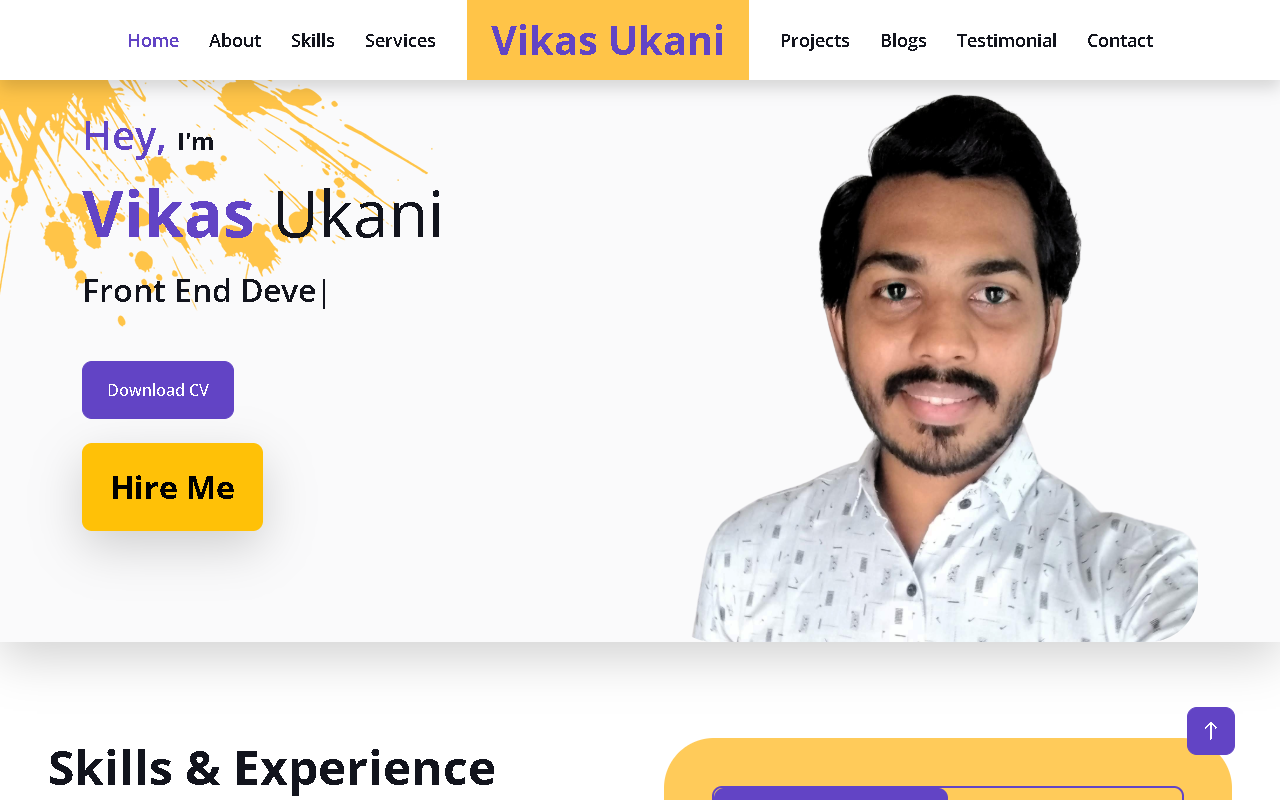 Home About Skills Services Vikas Ukani Projects Blogs Testimonial Contact
Hey, I'm
Vikas Ukani
Front End Deve|
Download CV
Hire Me
Skills & Experience